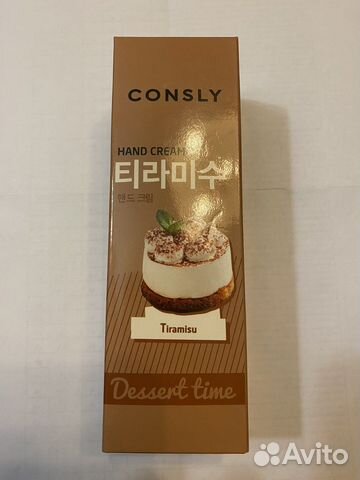 CONSLY
HAND CREAM
티라미수
핸드 크림
Tiramisu
Dessert time
Avito